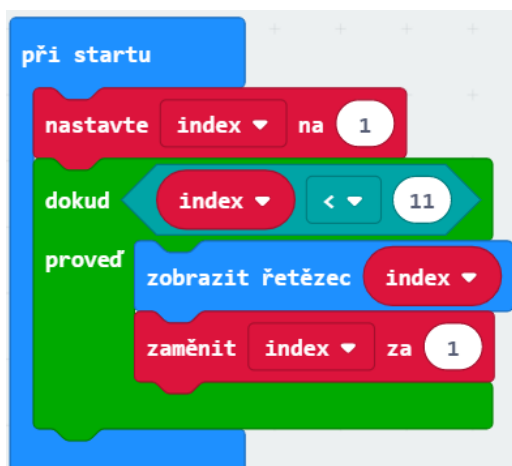 při startu
nastavte index na 1
dokud index < 11
proveď
zobrazit řetězec index
zaměnit index za 1